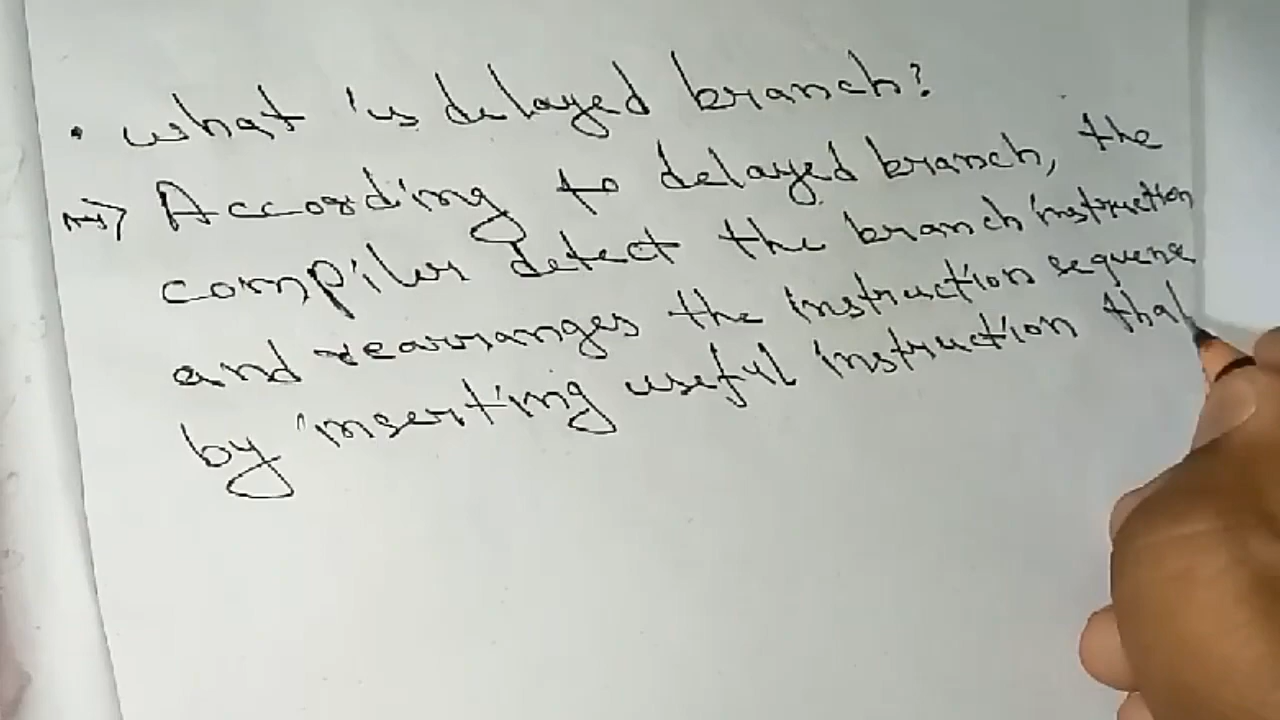 • What is delayed branch?
⇒ According to delayed branch, the
compiler detect the branch instruction
and rearranges the instruction sequence
by inserting useful instruction that